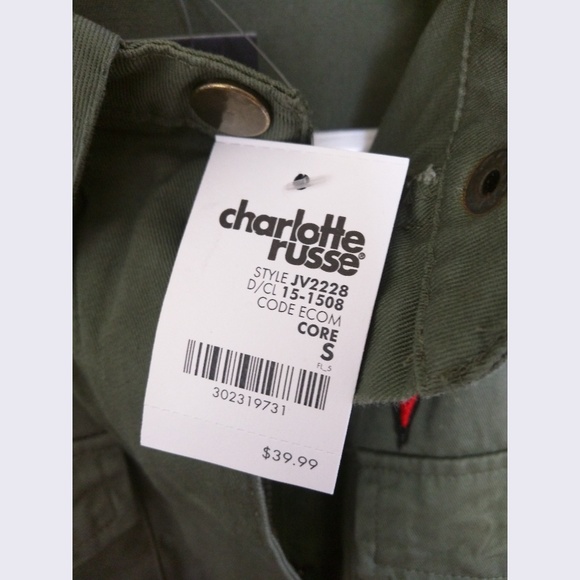 charlotte
russe®
STYLE JV2228
D/CL 15-1508
CODE ECOM
CORE
S
FL_S
302319731
$39.99